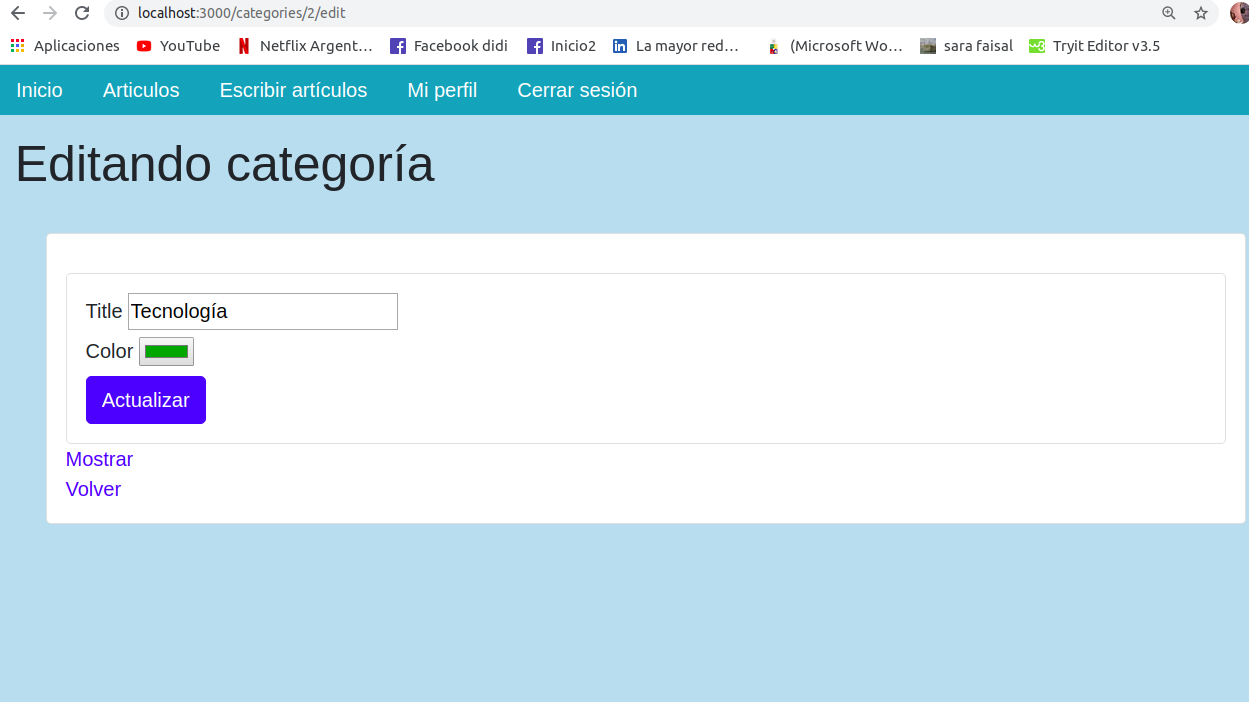 localhost:3000/categories/2/edit
Aplicaciones YouTube Netflix Argent… Facebook didi Inicio2 La mayor red… (Microsoft Wo… sara faisal Tryit Editor v3.5
Inicio Articulos Escribir artículos Mi perfil Cerrar sesión
Editando categoría
Title Tecnología
Color
Actualizar
Mostrar
Volver